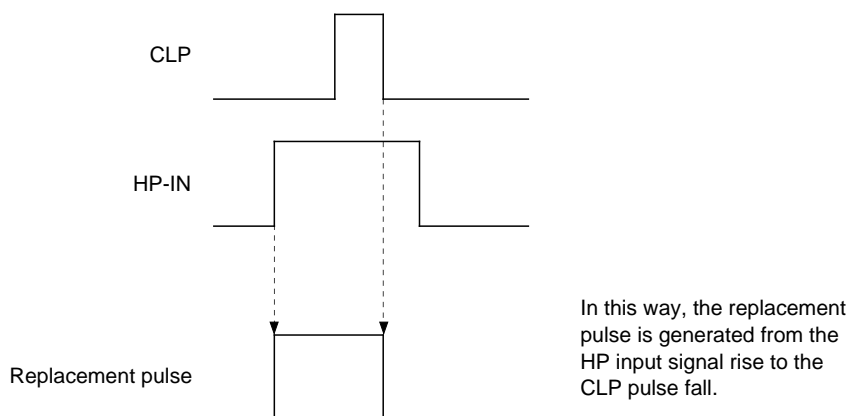 CLP
HP-IN
Replacement pulse
In this way, the replacement
pulse is generated from the
HP input signal rise to the
CLP pulse fall.